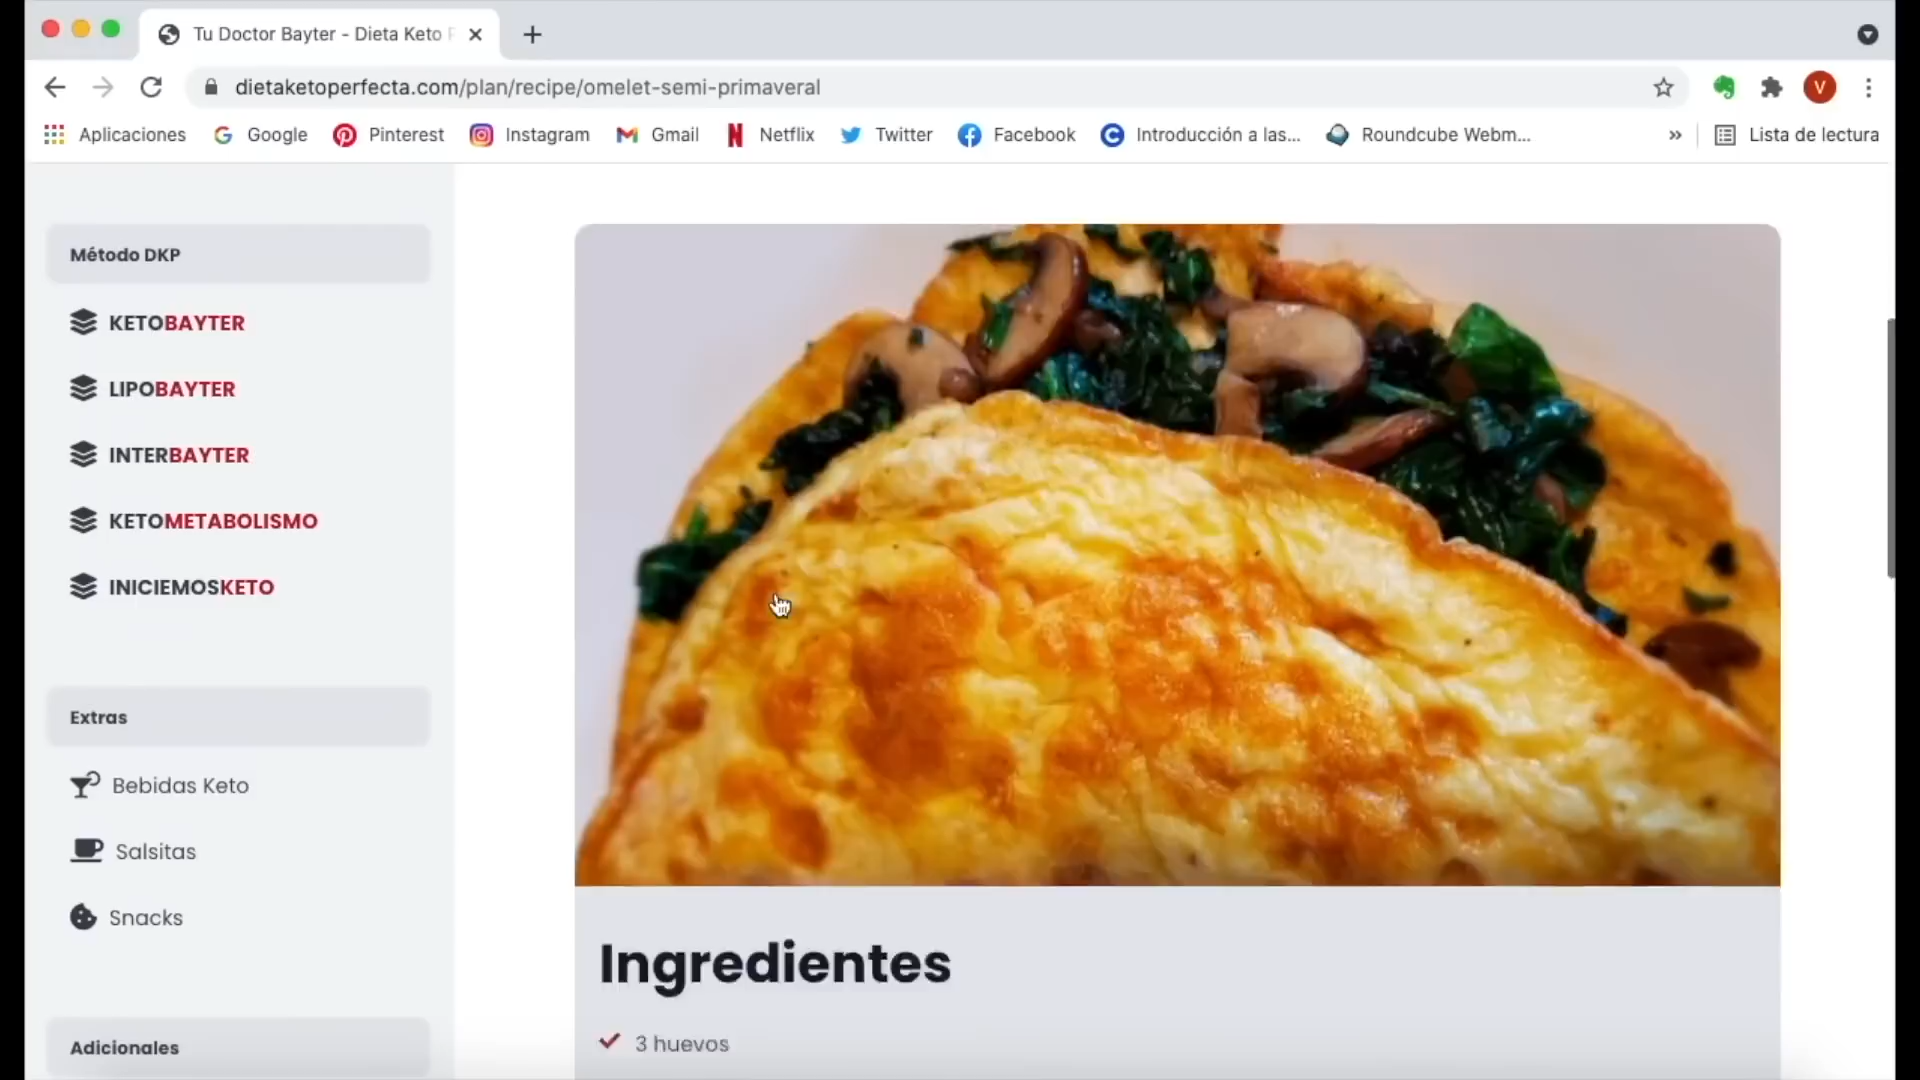 Tu Doctor Bayter - Dieta Keto
dietaketoperfecta.com/plan/recipe/omelet-semi-primaveral
V
Aplicaciones
Google
Pinterest
Instagram
Gmail
Netflix
Twitter
Facebook
Introducción a las...
Roundcube Webm...
»
Lista de lectura
Método DKP
KETOBAYTER
LIPOBAYTER
INTERBAYTER
KETOMETABOLISMO
INICIEMOSKETO
Extras
Bebidas Keto
Salsitas
Snacks
Adicionales
Ingredientes
3 huevos